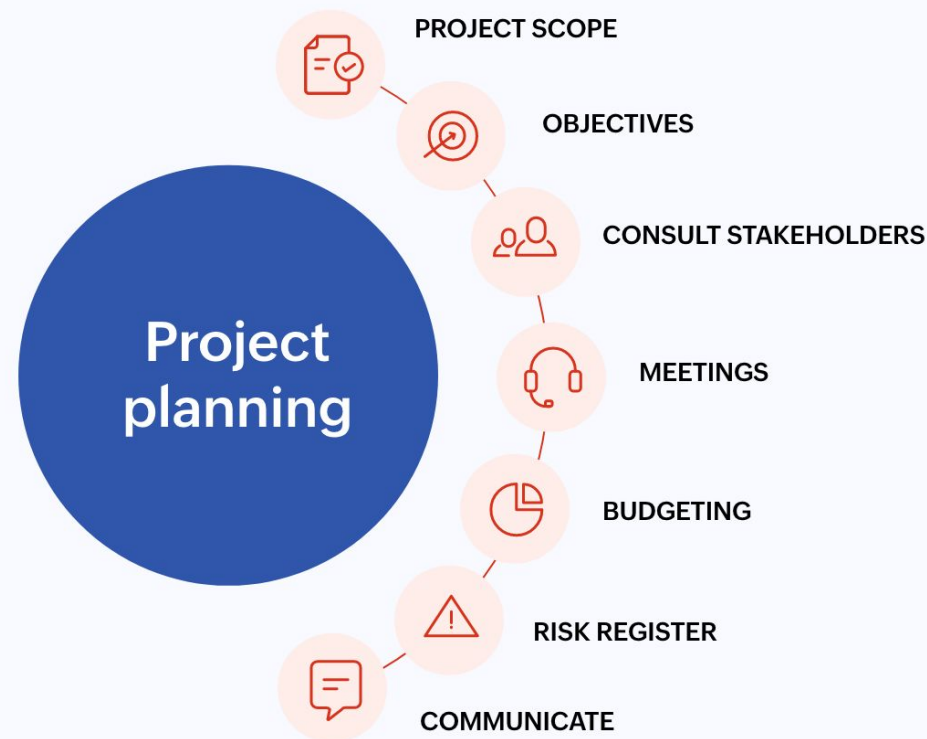 PROJECT SCOPE
OBJECTIVES
CONSULT STAKEHOLDERS
Project
planning
MEETINGS
BUDGETING
RISK REGISTER
COMMUNICATE